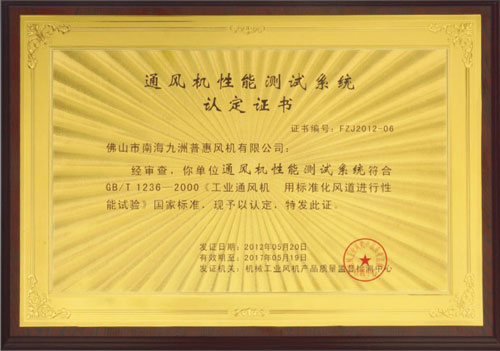 通风机性能测试系统
认定证书
证书编号：FZJ2012-06
佛山市南海九洲普惠风机有限公司：
经审查，你单位通风机性能测试系统符合
GB/T 1236-2000《工业通风机 用标准化风道进行性
能试验》国家标准，现予以认定，特发此证。
发证日期：2012年05月20日
有效期至：2017年05月19日
发证机关：机械工业风机产品质量监督检测中心